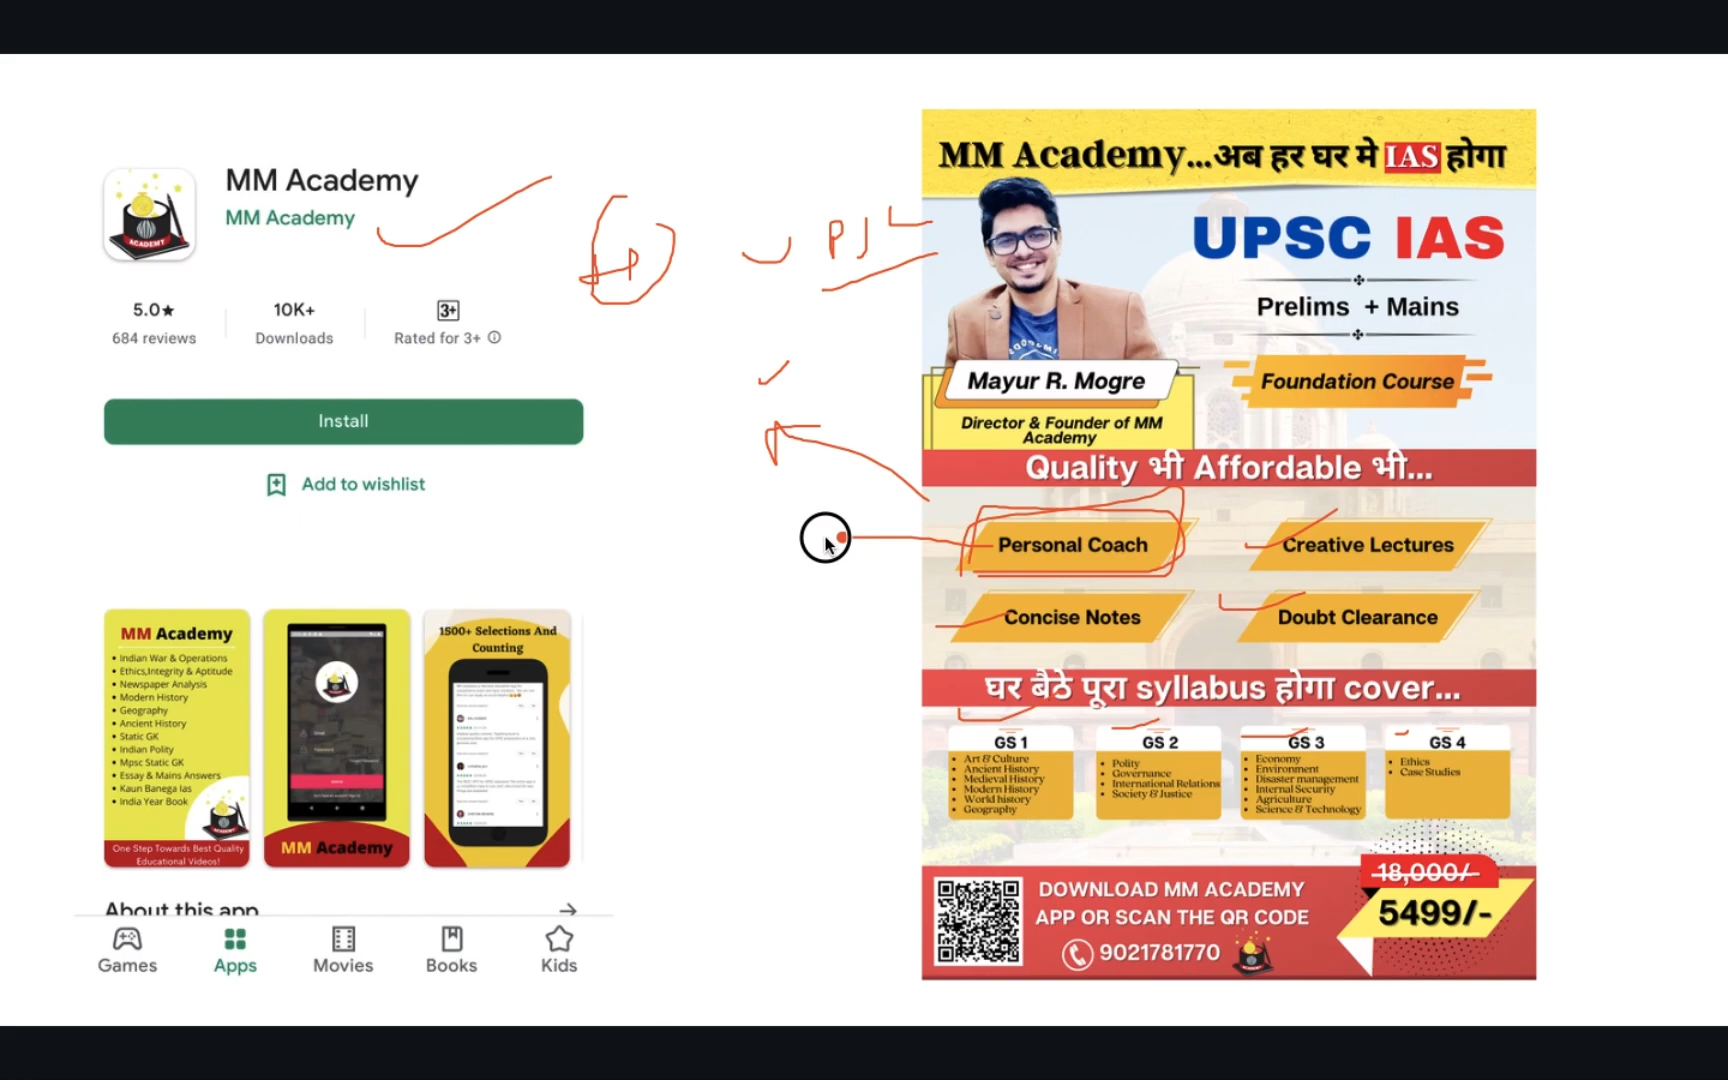 MM Academy
MM Academy
5.0★
684 reviews
10K+
Downloads
3+
Rated for 3+
Install
Add to wishlist
MM Academy
• Indian War & Operations
• Ethics,Integrity & Aptitude
• Newspaper Analysis
• Modern History
• Geography
• Ancient History
• Static GK
• Indian Polity
• Mpsc Static GK
• Essay & Mains Answers
• Kaun Banega Ias
• India Year Book
ACADEMY
One Step Towards Best Quality
Educational Videos!
MM Academy
1500+ Selections And
Counting
About this app
Games
Apps
Movies
Books
Kids
MM Academy...अब हर घर मे IAS होगा
UPSC IAS
Prelims + Mains
Foundation Course
Mayur R. Mogre
Director & Founder of MM
Academy
Quality भी Affordable भी...
Personal Coach
Creative Lectures
Concise Notes
Doubt Clearance
घर बैठे पूरा syllabus होगा cover...
GS 1
• Art & Culture
• Ancient History
• Medieval History
• Modern History
• World history
• Geography
GS 2
• Polity
• Governance
• International Relations
• Society & Justice
GS 3
• Economy
• Environment
• Disaster management
• Internal Security
• Agriculture
• Science & Technology
GS 4
• Ethics
• Case Studies
DOWNLOAD MM ACADEMY
APP OR SCAN THE QR CODE
9021781770
18,000/-
5499/-